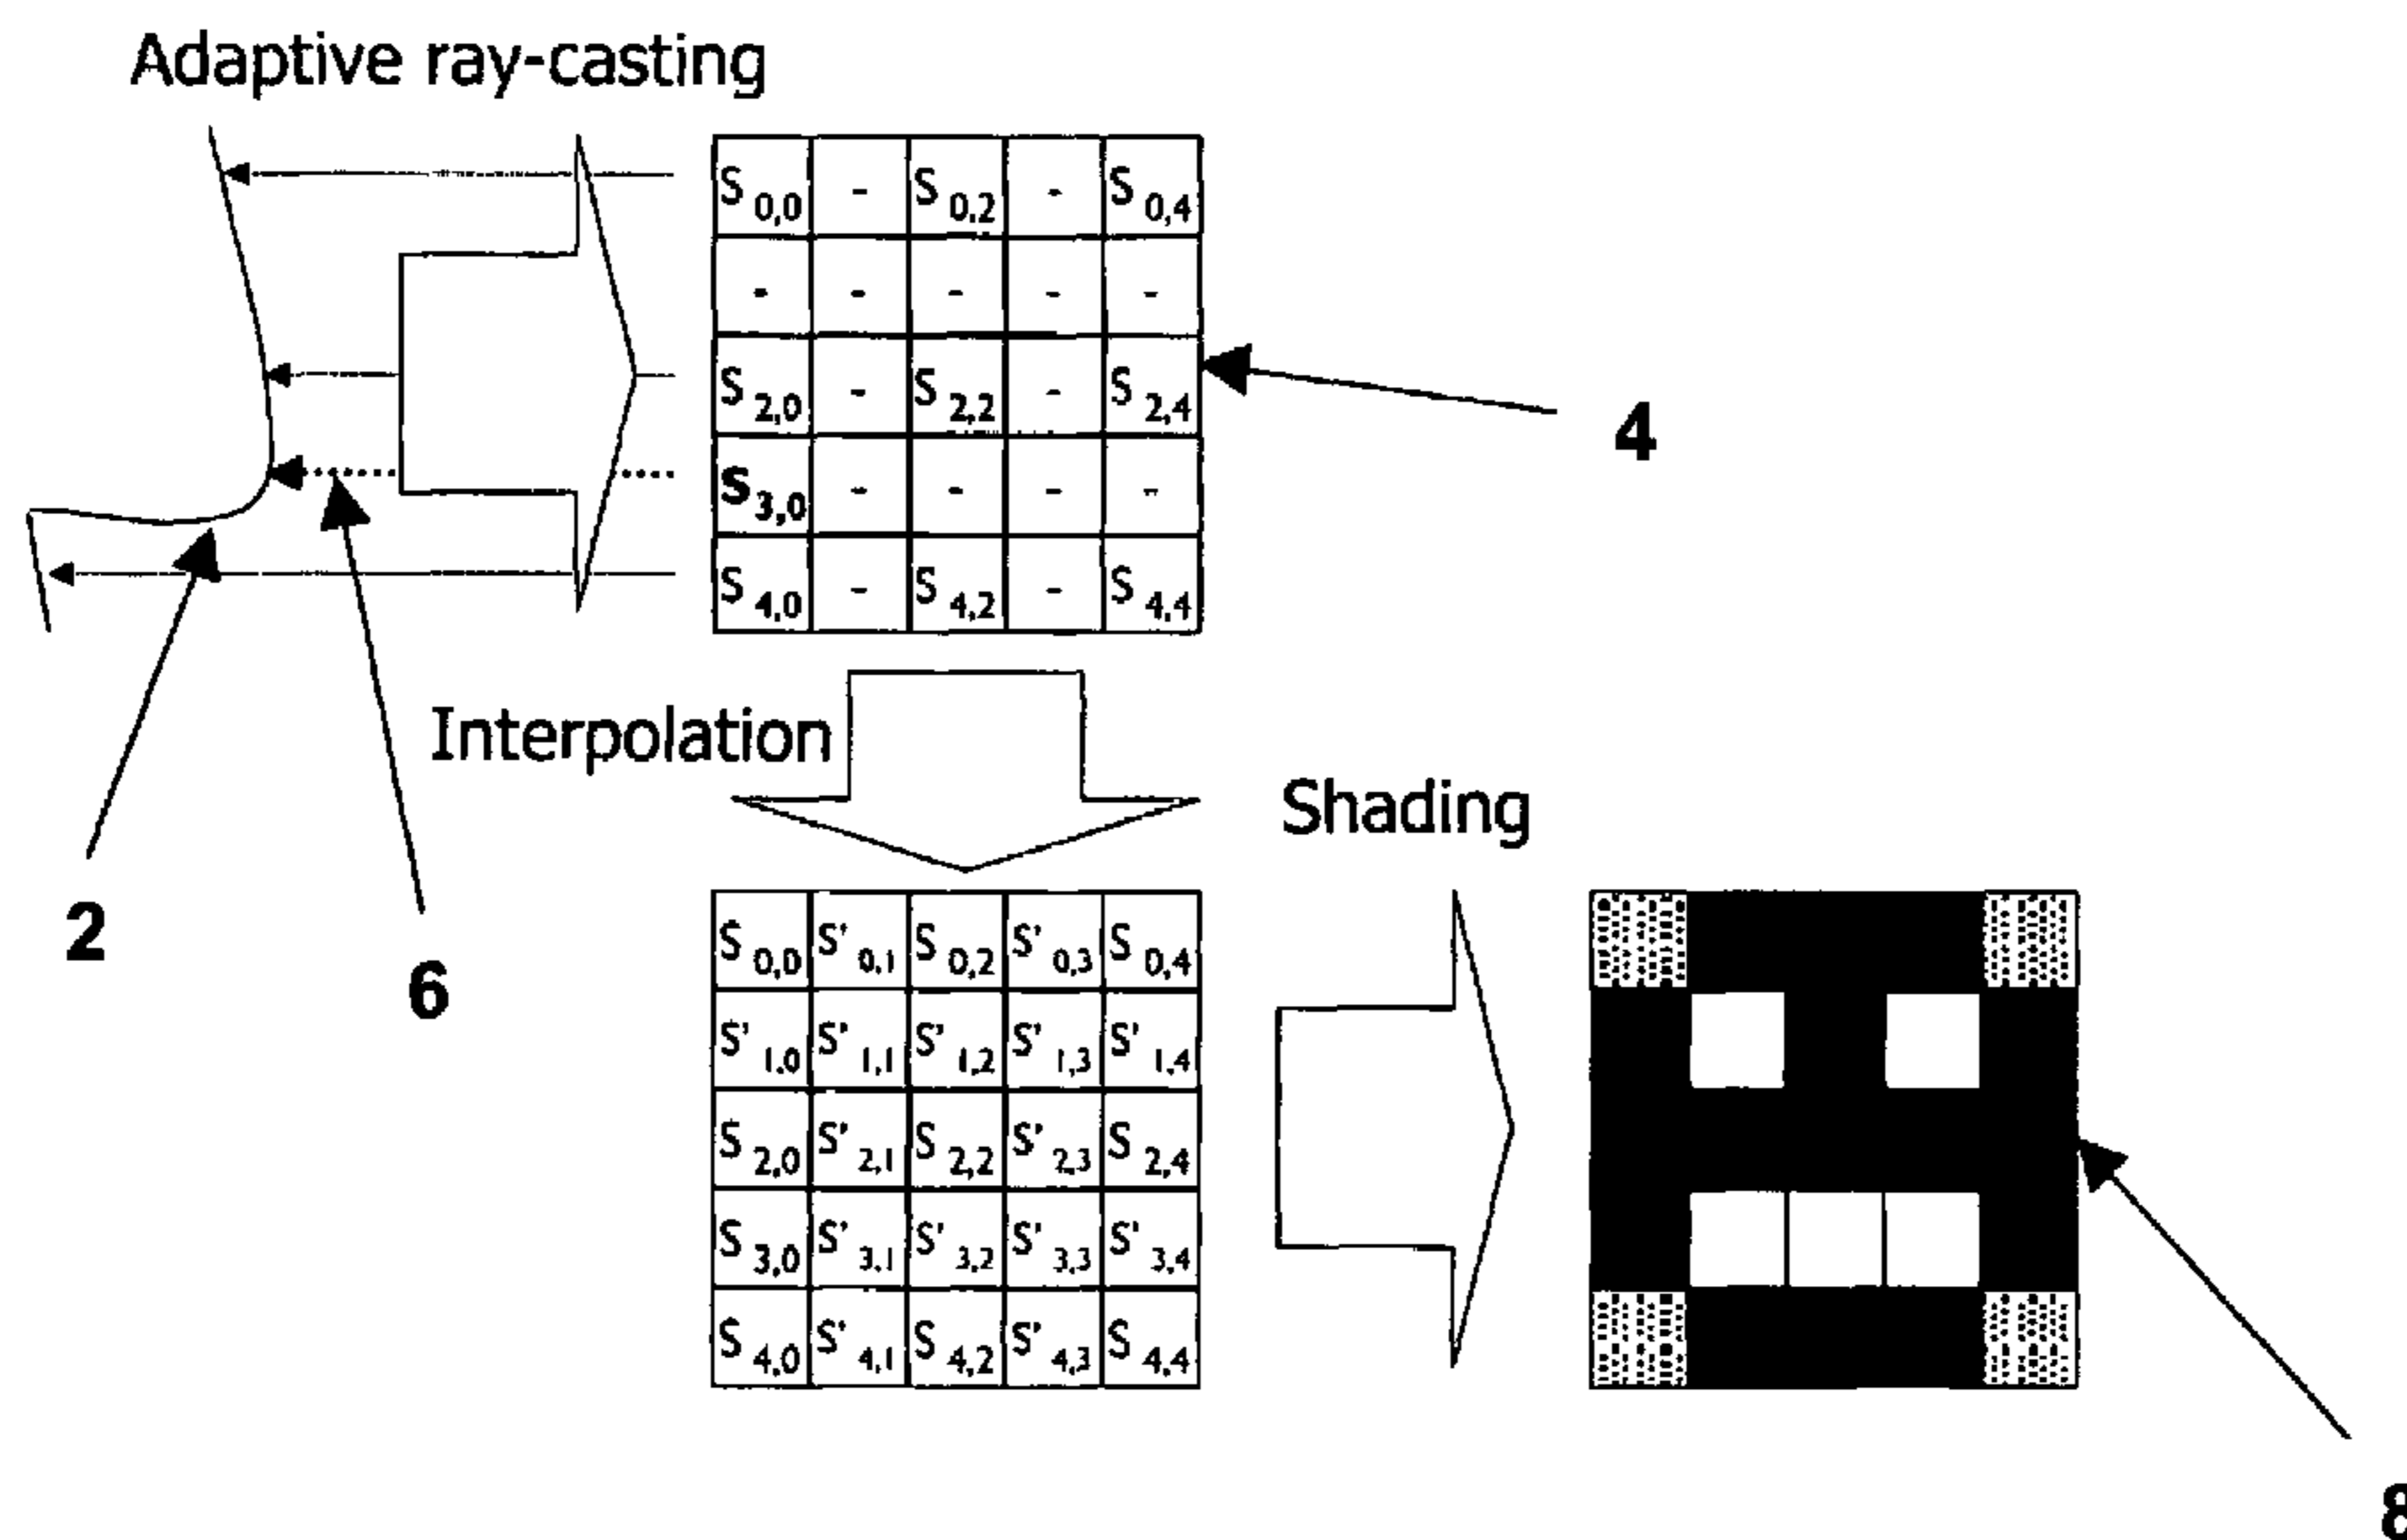 Adaptive ray-casting
S 0,0 - S 0,2 - S 0,4
- - - - -
S 2,0 - S 2,2 - S 2,4
S 3,0 - - - -
S 4,0 - S 4,2 - S 4,4
4
2
6
Interpolation
Shading
S 0,0 S' 0,1 S 0,2 S' 0,3 S 0,4
S' 1,0 S' 1,1 S' 1,2 S' 1,3 S' 1,4
S 2,0 S' 2,1 S 2,2 S' 2,3 S 2,4
S 3,0 S' 3,1 S' 3,2 S' 3,3 S' 3,4
S 4,0 S' 4,1 S 4,2 S' 4,3 S 4,4
8